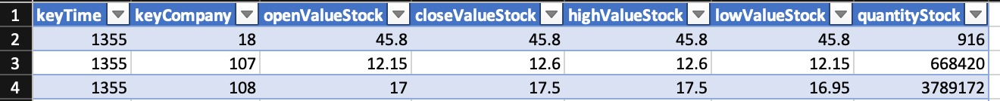 1 keyTime keyCompany openValueStock closeValueStock highValueStock lowValueStock quantityStock
2 1355 18 45.8 45.8 45.8 45.8 916
3 1355 107 12.15 12.6 12.6 12.15 668420
4 1355 108 17 17.5 17.5 16.95 3789172